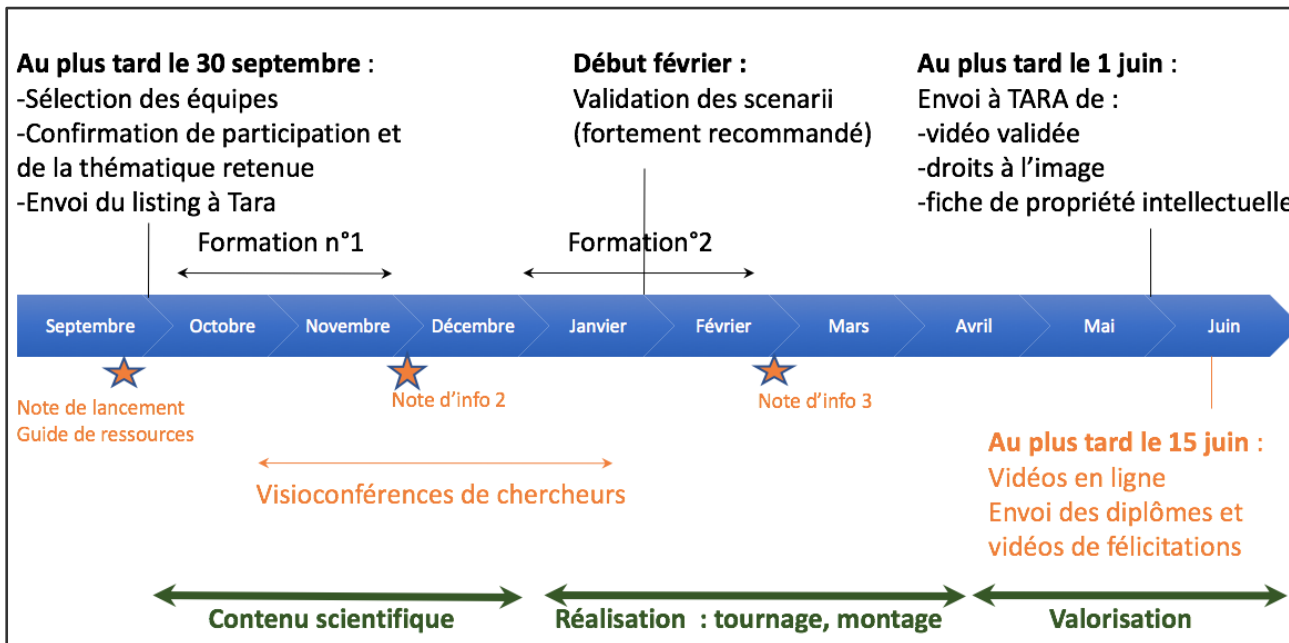 Au plus tard le 30 septembre :
-Sélection des équipes
-Confirmation de participation et
de la thématique retenue
-Envoi du listing à Tara
Début février :
Validation des scenarii
(fortement recommandé)
Au plus tard le 1 juin :
Envoi à TARA de :
-vidéo validée
-droits à l'image
-fiche de propriété intellectuelle
Formation n°1
Formation°2
Septembre
Octobre
Novembre
Décembre
Janvier
Février
Mars
Avril
Mai
Juin
Note de lancement
Guide de ressources
Note d'info 2
Note d'info 3
Visioconférences de chercheurs
Au plus tard le 15 juin :
Vidéos en ligne
Envoi des diplômes et
vidéos de félicitations
Contenu scientifique
Réalisation : tournage, montage
Valorisation